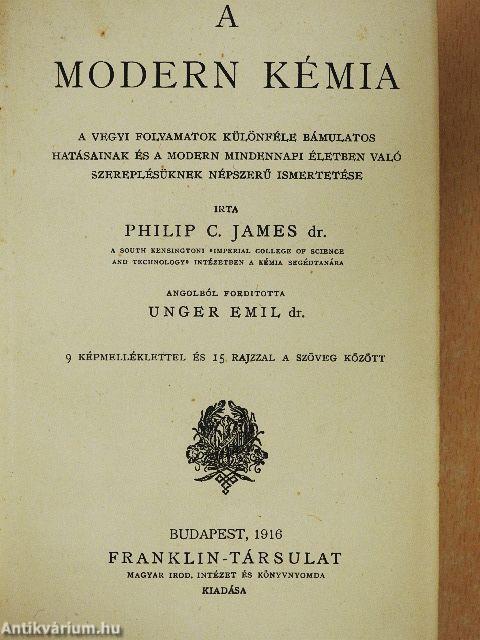 A
MODERN KÉMIA
A VEGYI FOLYAMATOK KÜLÖNFÉLE BÁMULATOS
HATÁSAINAK ÉS A MODERN MINDENNAPI ÉLETBEN VALÓ
SZEREPLÉSÜKNEK NÉPSZERŰ ISMERTETÉSE
IRTA
PHILIP C. JAMES dr.
A SOUTH KENSINGTONI «IMPERIAL COLLEGE OF SCIENCE
AND TECHNOLOGY» INTÉZETBEN A KÉMIA SEGÉDTANÁRA
ANGOLBÓL FORDITOTTA
UNGER EMIL dr.
9 KÉPMELLÉKLETTEL ÉS 15 RAJZZAL A SZÖVEG KÖZÖTT
BUDAPEST, 1916
FRANKLIN-TÁRSULAT
MAGYAR IROD. INTÉZET ÉS KÖNYVNYOMDA
KIADÁSA
Antikvárium.hu